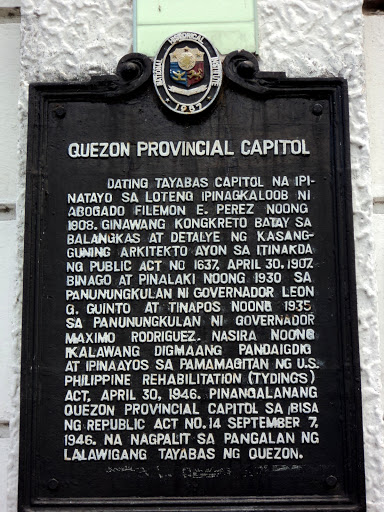 NATIONAL HISTORICAL INSTITUTE
1987
QUEZON PROVINCIAL CAPITOL
DATING TAYABAS CAPITOL NA IPI-
NATAYO SA LOTENG IPINAGKALOOB NI
ABOGADO FILEMON E. PEREZ NOONG
1908. GINAWANG KONGKRETO BATAY SA
BALANGKAS AT DETALYE NG KASANG-
GUNING ARKITEKTO AYON SA ITINAKDA
NG PUBLIC ACT NO 1637, APRIL 30, 1907.
BINAGO AT PINALAKI NOONG 1930 SA
PANUNUNGKULAN NI GOVERNADOR LEON
G. GUINTO AT TINAPOS NOONG 1935
SA PANUNUNGKULAN NI GOVERNADOR
MAXIMO RODRIGUEZ. NASIRA NOONG
IKALAWANG DIGMAANG PANDAIGDIG
AT IPINAAYOS SA PAMAMAGITAN NG U.S.
PHILIPPINE REHABILITATION (TYDINGS)
ACT, APRIL 30, 1946. PINANGALANANG
QUEZON PROVINCIAL CAPITOL SA BISA
NG REPUBLIC ACT NO. 14 SEPTEMBER 7,
1946. NA NAGPALIT SA PANGALAN NG
LALAWIGANG TAYABAS NG QUEZON.